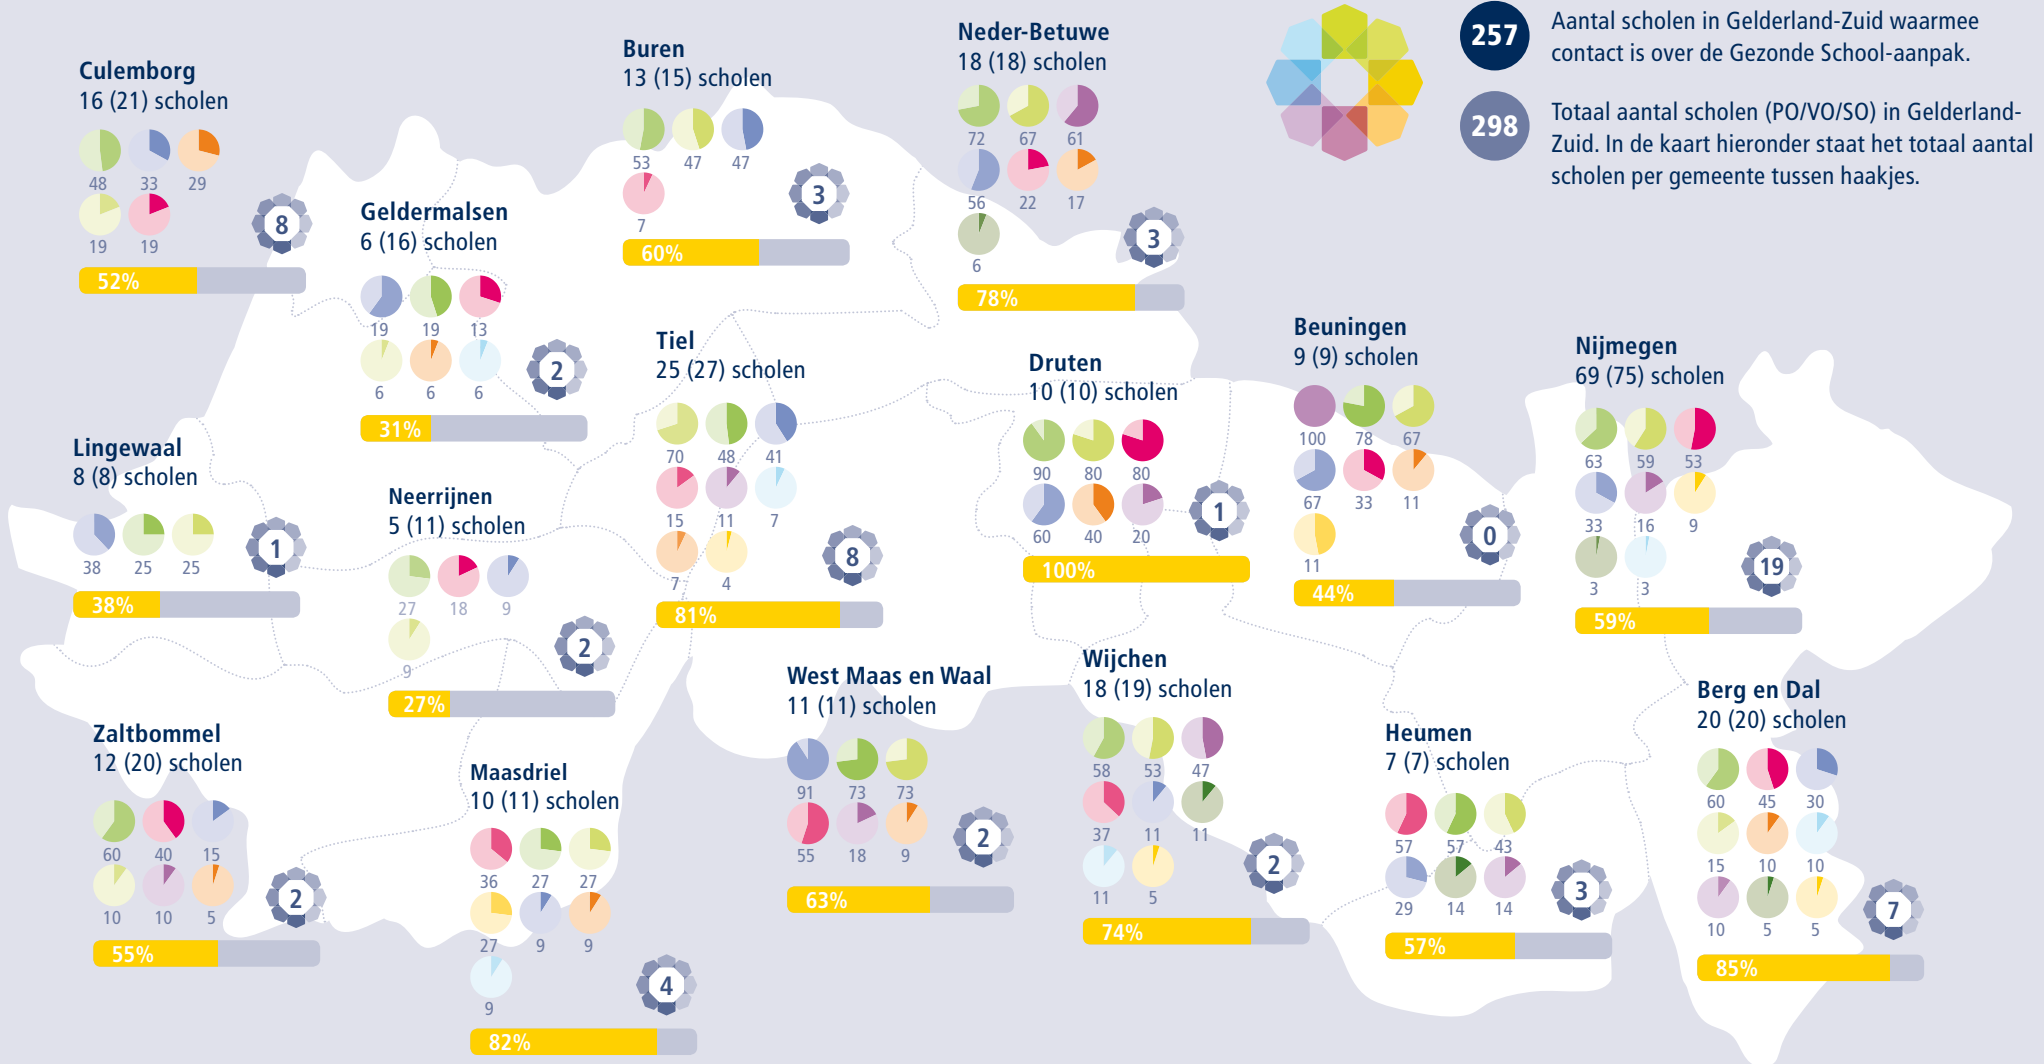 257
Aantal scholen in Gelderland-Zuid waarmee
contact is over de Gezonde School-aanpak.
298
Totaal aantal scholen (PO/VO/SO) in Gelderland-
Zuid. In de kaart hieronder staat het totaal aantal
scholen per gemeente tussen haakjes.
Culemborg
16 (21) scholen
48 33 29
19 19
8
52%
Geldermalsen
6 (16) scholen
19 19 13
6 6 6
2
31%
Buren
13 (15) scholen
53 47 47
7
3
60%
Neder-Betuwe
18 (18) scholen
72 67 61
56 22 17
6
3
78%
Tiel
25 (27) scholen
70 48 41
15 11 7
7 4
8
81%
Druten
10 (10) scholen
90 80 80
60 40 20
1
100%
Beuningen
9 (9) scholen
100 78 67
67 33 11
11
0
44%
Nijmegen
69 (75) scholen
63 59 53
33 16 9
3 3
19
59%
Lingewaal
8 (8) scholen
38 25 25
1
38%
Neerrijnen
5 (11) scholen
27 18 9
9
2
27%
Zaltbommel
12 (20) scholen
60 40 15
10 10 5
2
55%
Maasdriel
10 (11) scholen
36 27 27
27 9 9
9
4
82%
West Maas en Waal
11 (11) scholen
91 73 73
55 18 9
2
63%
Wijchen
18 (19) scholen
58 53 47
37 11 11
11 5
2
74%
Heumen
7 (7) scholen
57 57 43
29 14 14
3
57%
Berg en Dal
20 (20) scholen
60 45 30
15 10 10
10 5 5
7
85%